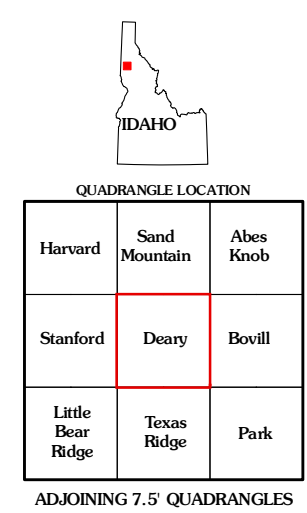 IDAHO
QUADRANGLE LOCATION
Harvard
Sand
Mountain
Abes
Knob
Stanford
Deary
Bovill
Little
Bear
Ridge
Texas
Ridge
Park
ADJOINING 7.5' QUADRANGLES